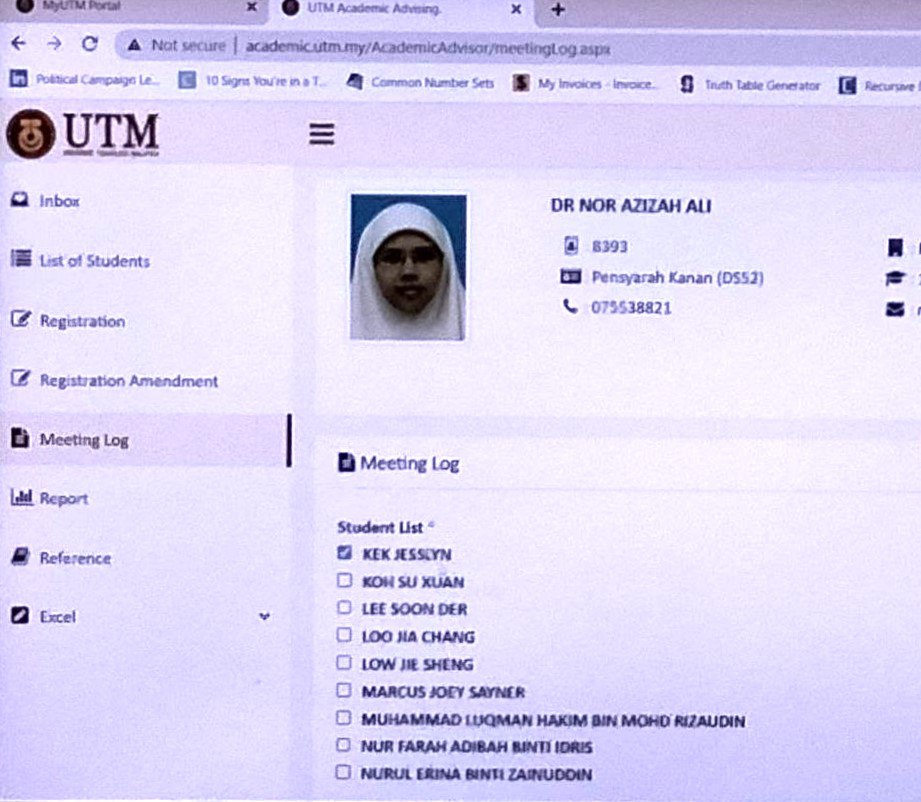 MyUTM Portal
UTM Academic Advising.
Not secure | academic.utm.my/AcademicAdvisor/meetingLog.aspx
Political Campaign Le... 10 Signs You're in a T... Common Number Sets My Invoices - Invoice... Truth Table Generator Recursive
UTM
Inbox
List of Students
Registration
Registration Amendment
Meeting Log
Report
Reference
Excel
DR NOR AZIZAH ALI
8393
Pensyarah Kanan (DS52)
075538821
Meeting Log
Student List *
KEK JESSLYN
KOH SU XUAN
LEE SOON DER
LOO JIA CHANG
LOW JIE SHENG
MARCUS JOEY SAYNER
MUHAMMAD LUQMAN HAKIM BIN MOHD RIZAUDIN
NUR FARAH ADIBAH BINTI IDRIS
NURUL ERINA BINTI ZAINUDDIN